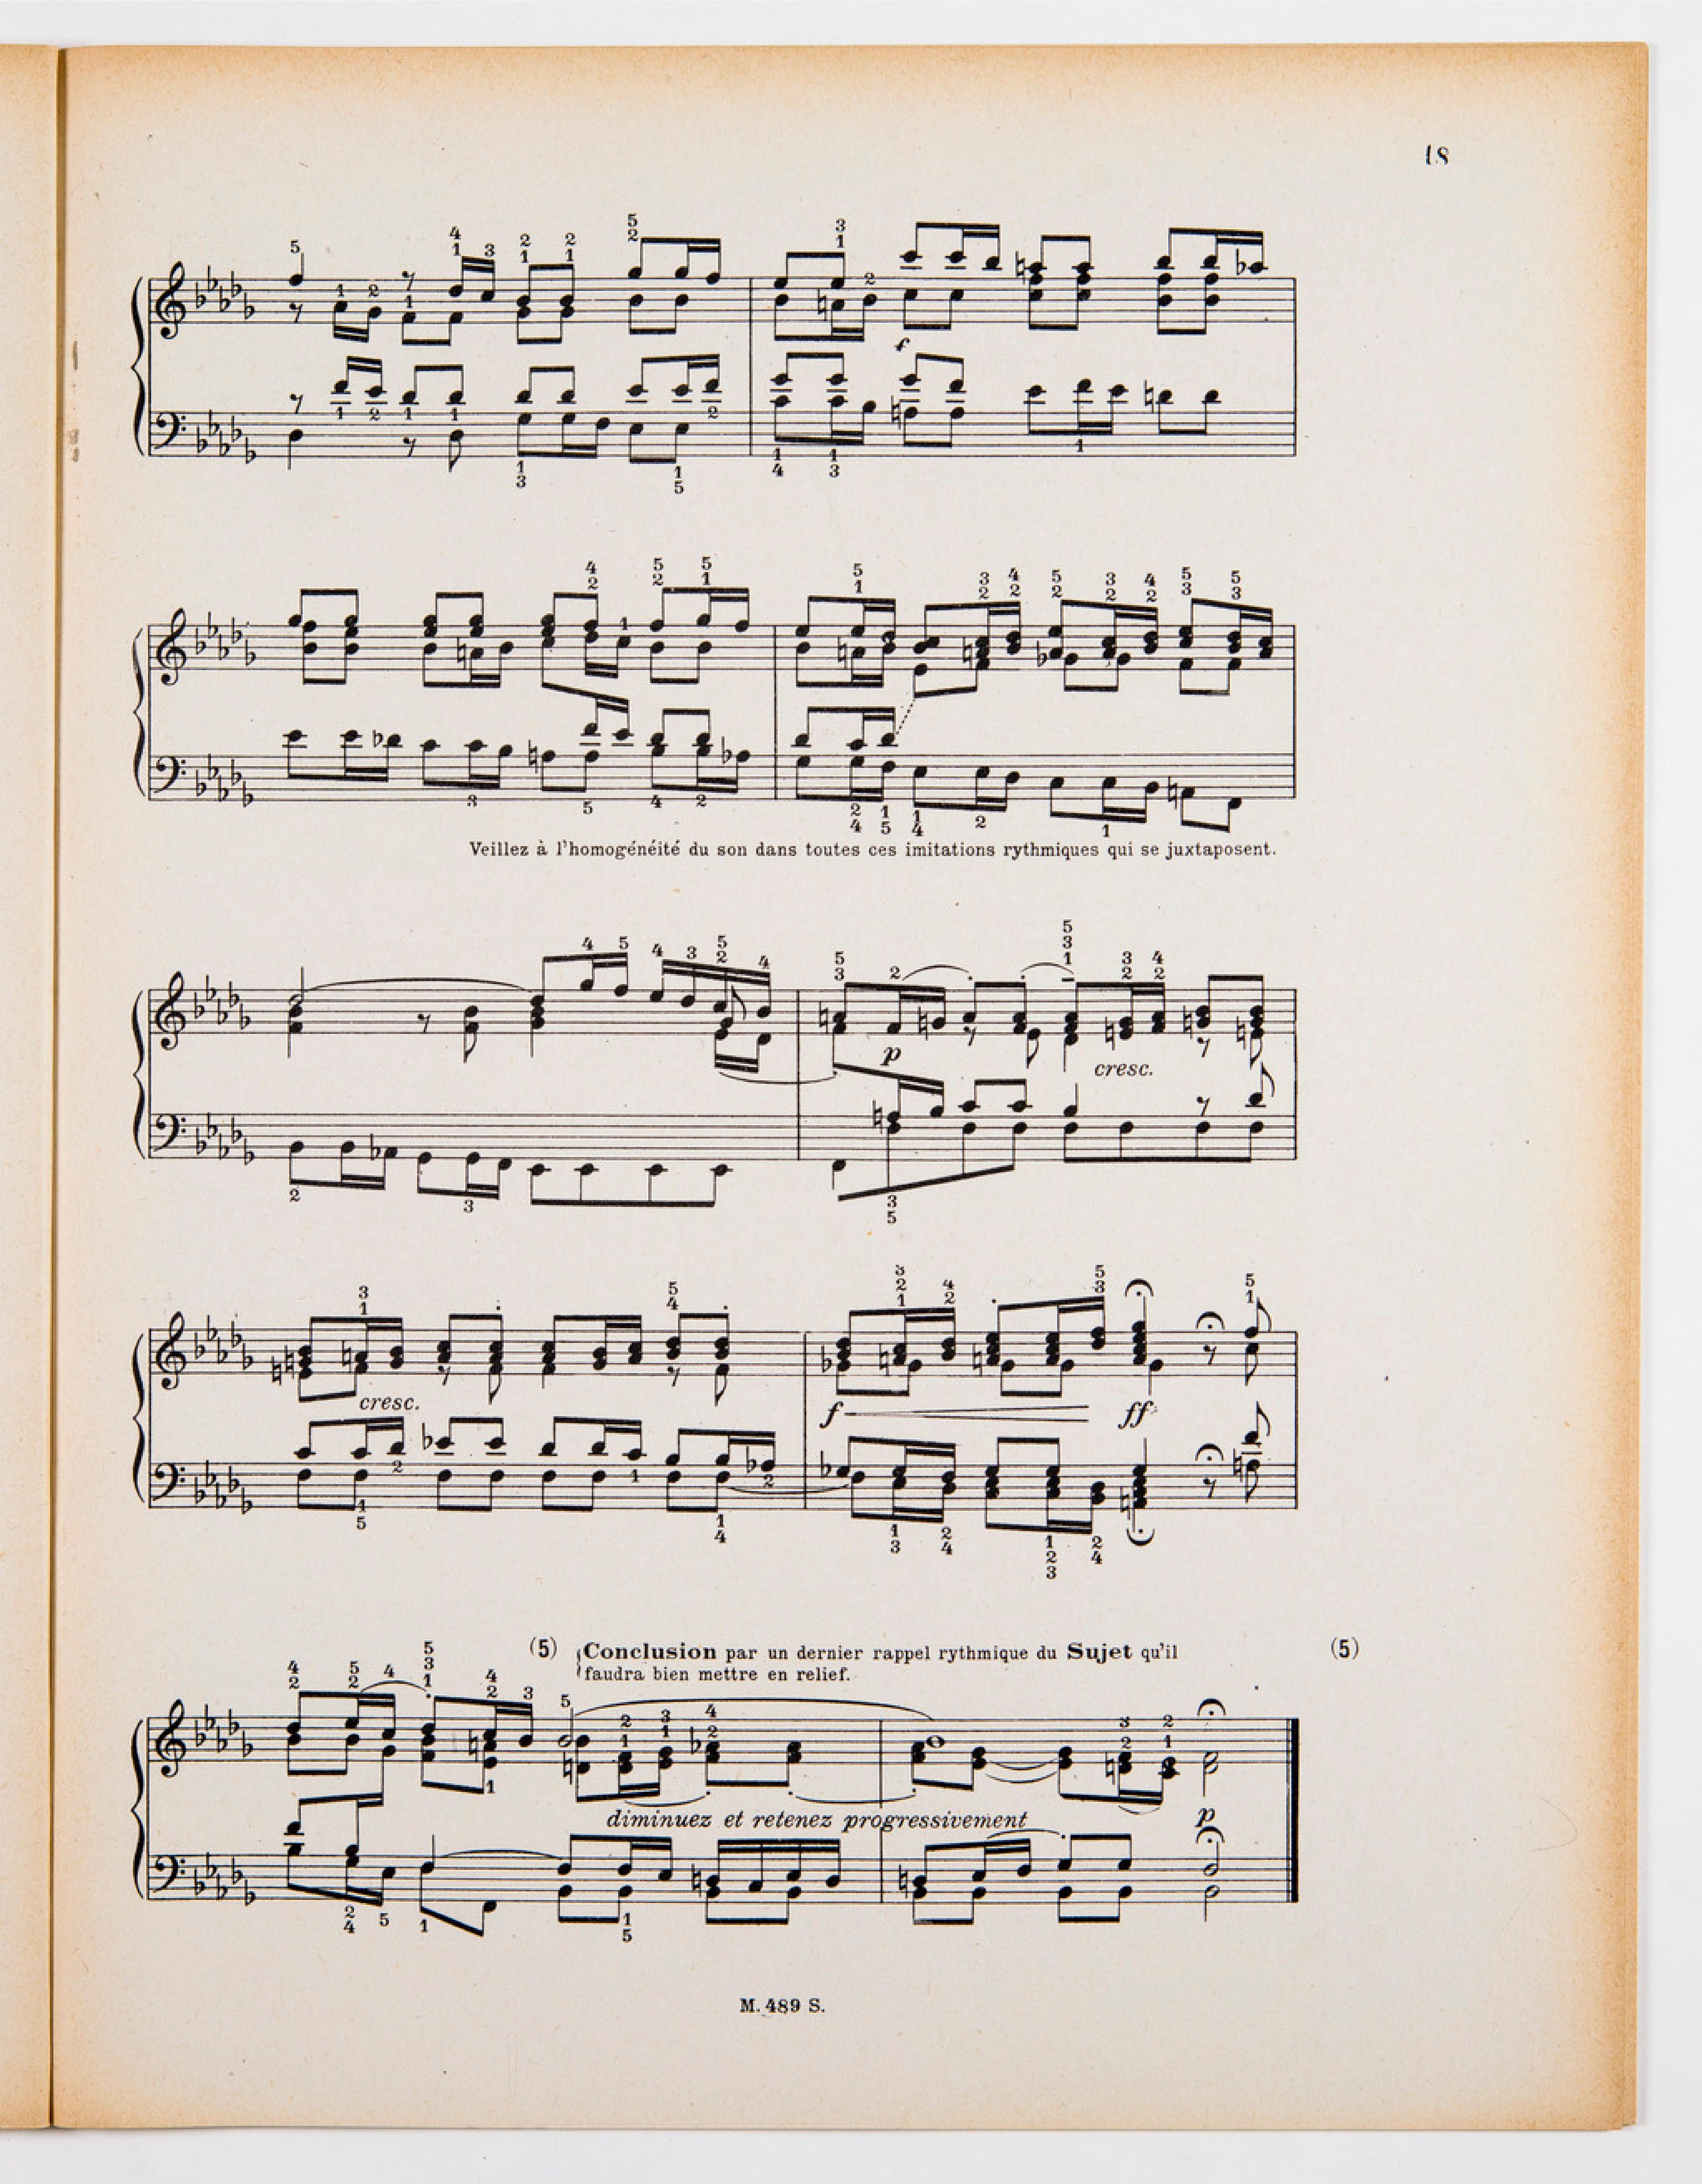 18
f
Veillez à l'homogénéité du son dans toutes ces imitations rythmiques qui se juxtaposent.
p
cresc.
cresc.
f
ff
(5) Conclusion par un dernier rappel rythmique du Sujet qu'il (5)
faudra bien mettre en relief.
diminuez et retenez progressivement
p
M. 489 S.